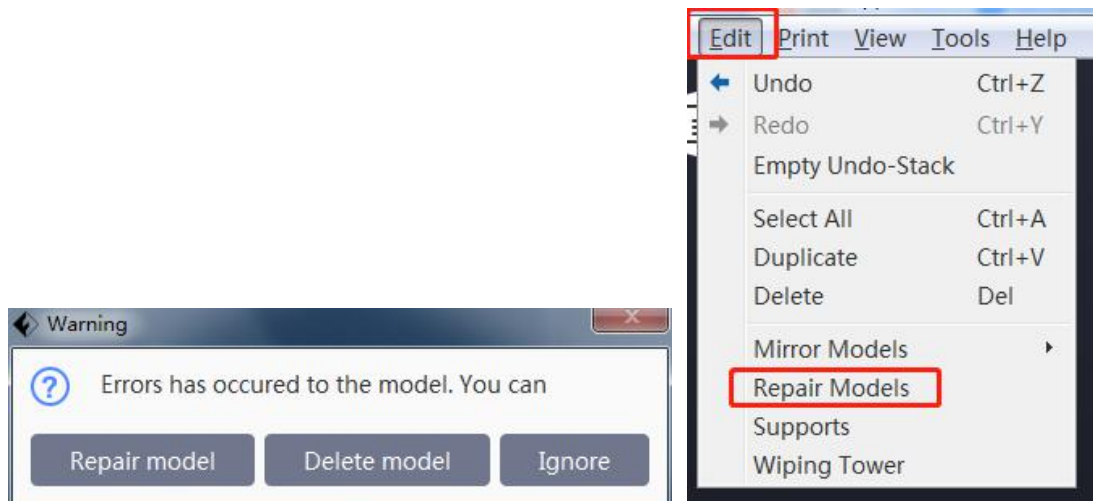 Warning
Errors has occured to the model. You can
Repair model Delete model Ignore
Edit Print View Tools Help
Undo Ctrl+Z
Redo Ctrl+Y
Empty Undo-Stack
Select All Ctrl+A
Duplicate Ctrl+V
Delete Del
Mirror Models
Repair Models
Supports
Wiping Tower